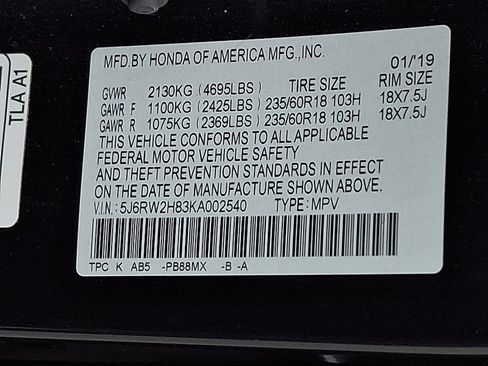 MFD.BY HONDA OF AMERICA MFG.,INC.
01/'19
GVWR 2130KG (4695LBS) TIRE SIZE RIM SIZE
GAWR F 1100KG (2425LBS) 235/60R18 103H 18X7.5J
GAWR R 1075KG (2369LBS) 235/60R18 103H 18X7.5J
THIS VEHICLE CONFORMS TO ALL APPLICABLE
FEDERAL MOTOR VEHICLE SAFETY
AND THEFT PREVENTION STANDARDS IN EFFECT
ON THE DATE OF MANUFACTURE SHOWN ABOVE.
V.I.N: 5J6RW2H83KA002540 TYPE: MPV
TPC K AB5 -PB88MX -B -A
TLA A1